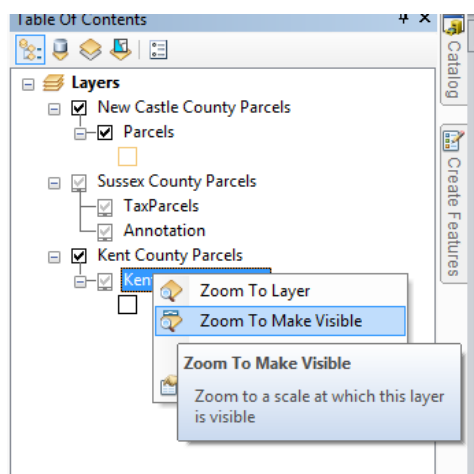 Table Of Contents
Layers
New Castle County Parcels
Parcels
Sussex County Parcels
TaxParcels
Annotation
Kent County Parcels
Zoom To Layer
Zoom To Make Visible
Zoom To Make Visible
Zoom to a scale at which this layer
is visible
Catalog
Create Features